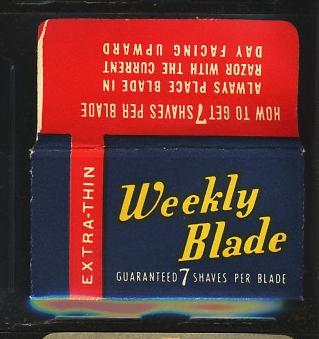 HOW TO GET 7 SHAVES PER BLADE
ALWAYS PLACE BLADE IN
RAZOR WITH THE CURRENT
DAY FACING UPWARD
EXTRA-THIN
Weekly
Blade
GUARANTEED 7 SHAVES PER BLADE